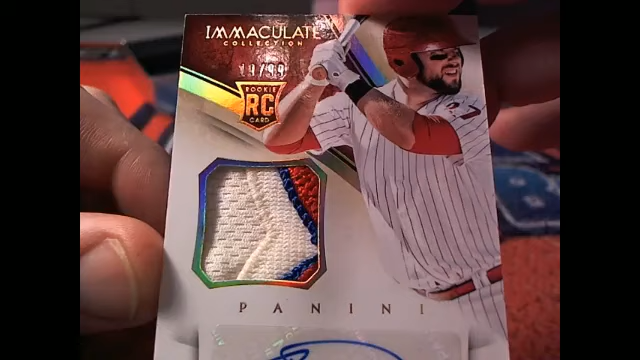 IMMACULATE
COLLECTION
ROOKIE
RC
CARD
PANINI